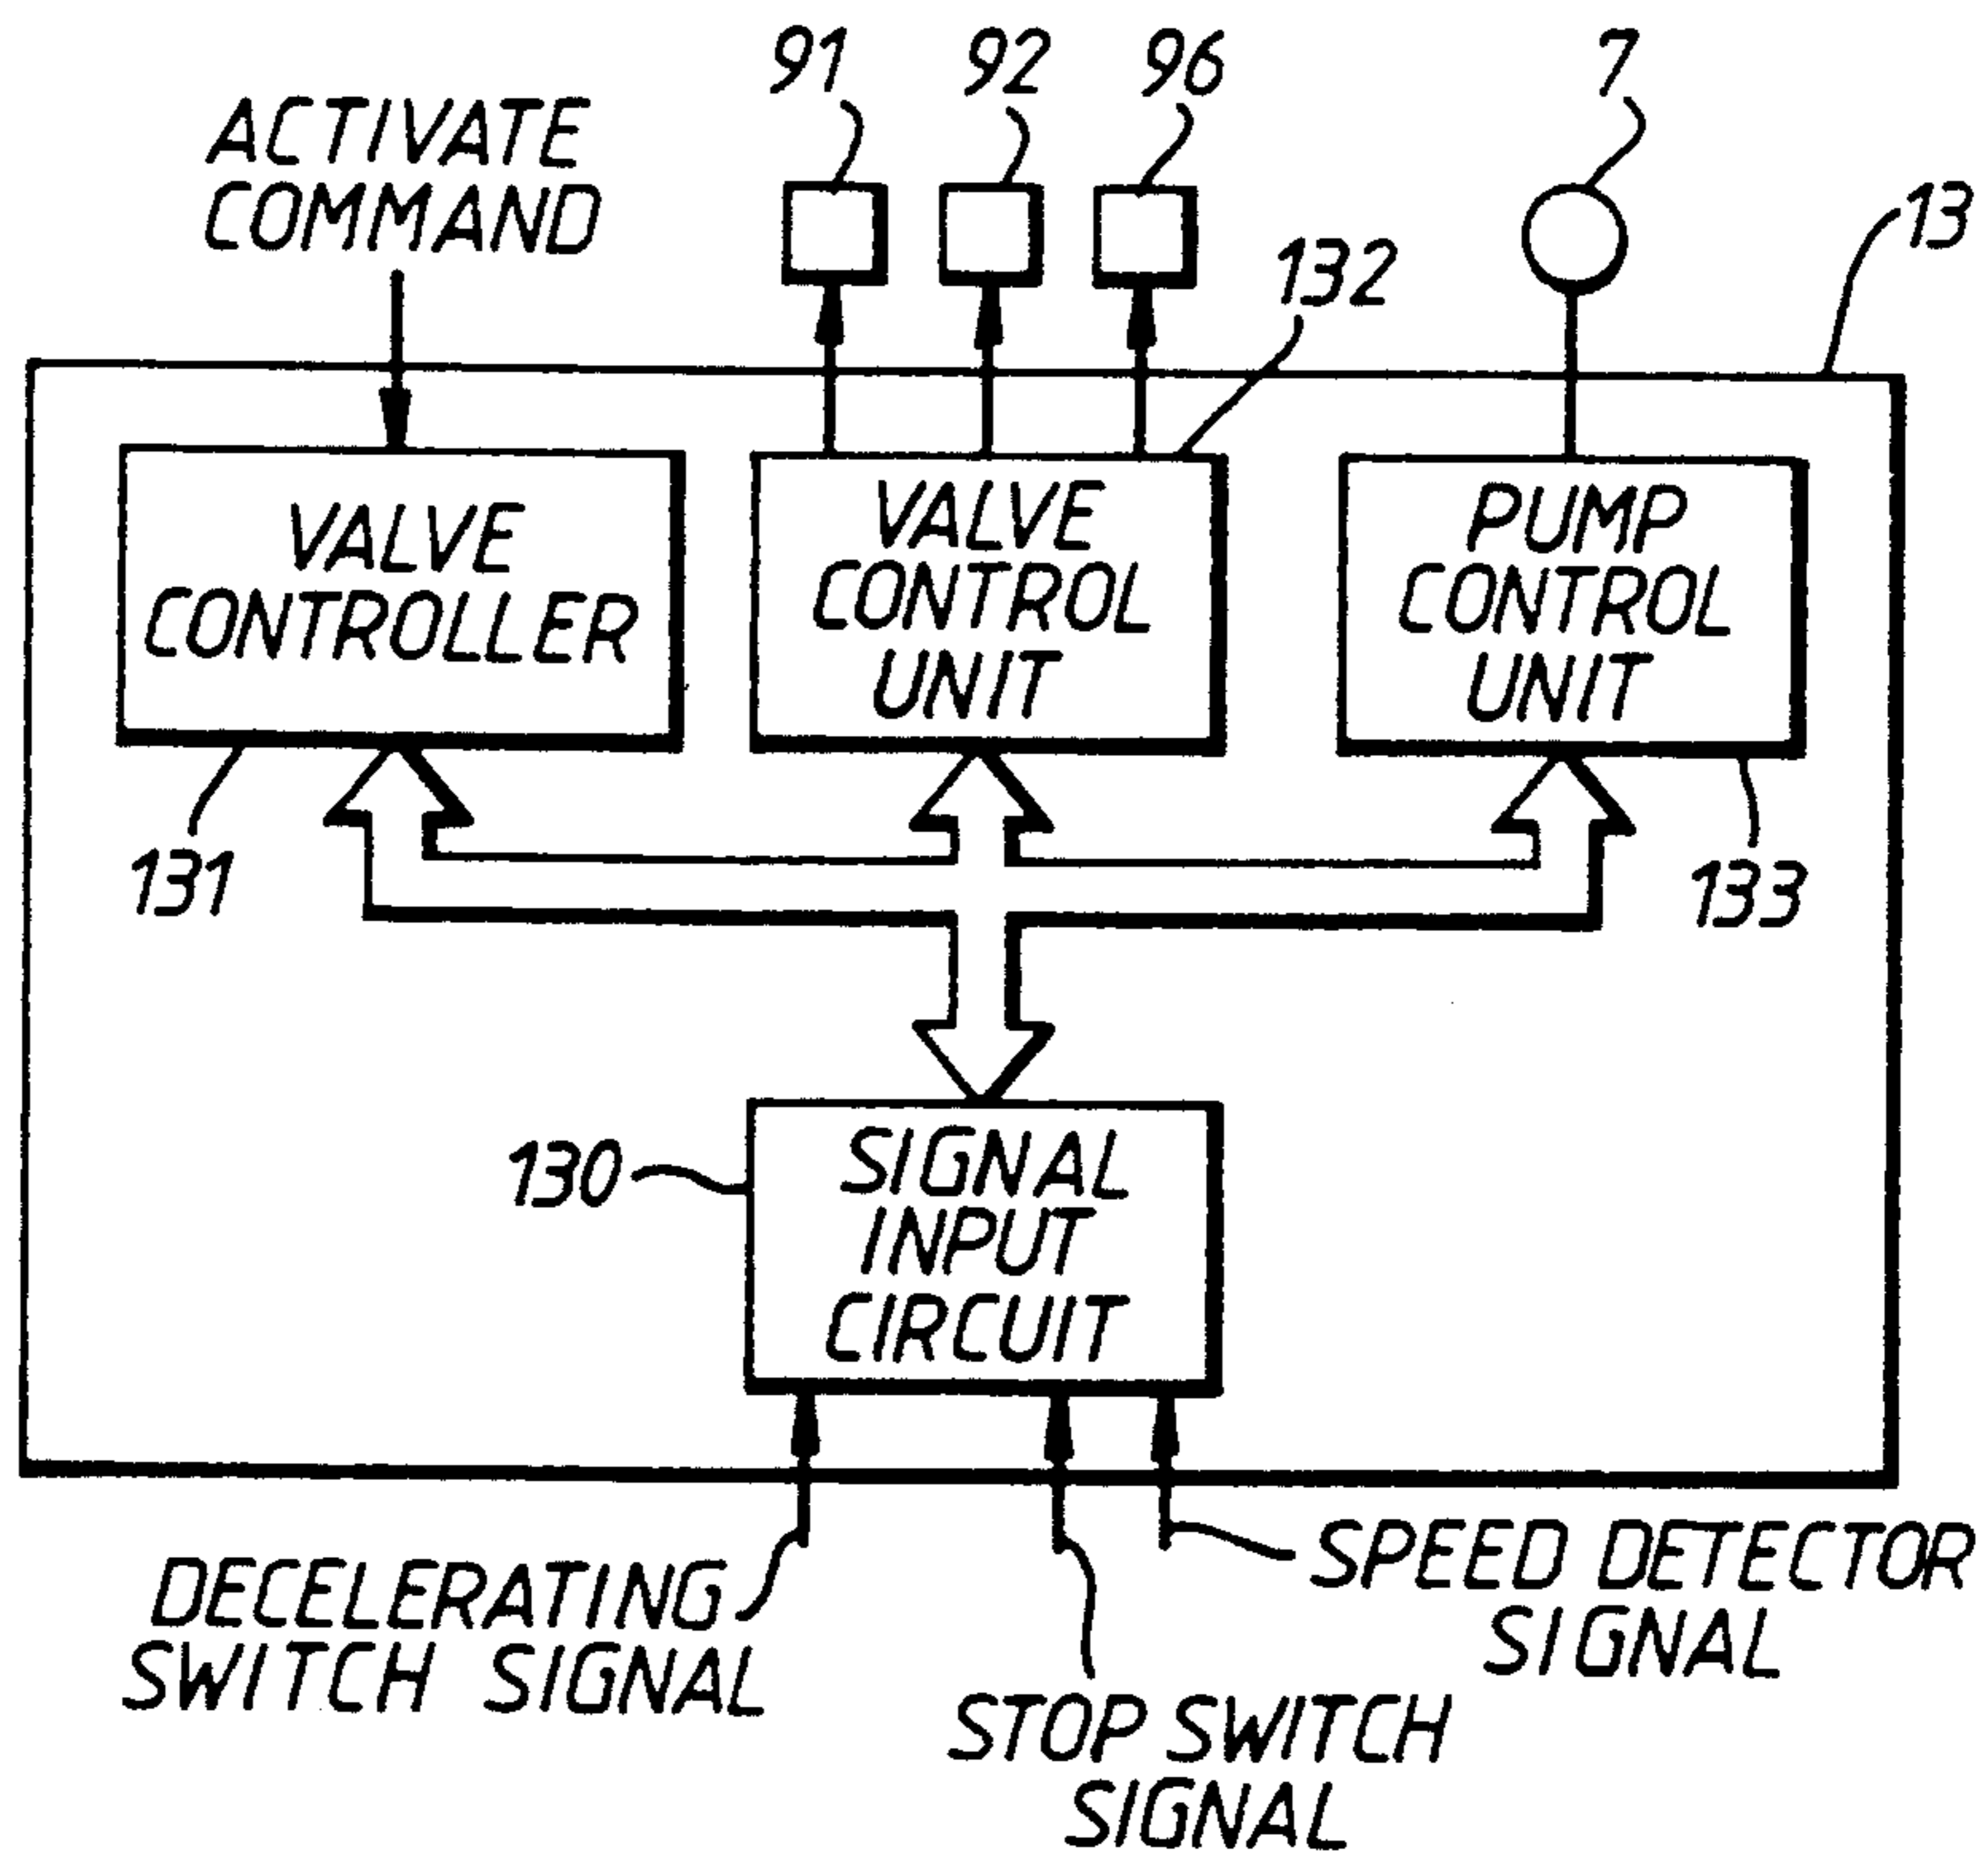 91
92
96
7
ACTIVATE
COMMAND
13
132
VALVE
CONTROLLER
VALVE
CONTROL
UNIT
PUMP
CONTROL
UNIT
131
133
130
SIGNAL
INPUT
CIRCUIT
DECELERATING
SWITCH SIGNAL
STOP SWITCH
SIGNAL
SPEED DETECTOR
SIGNAL